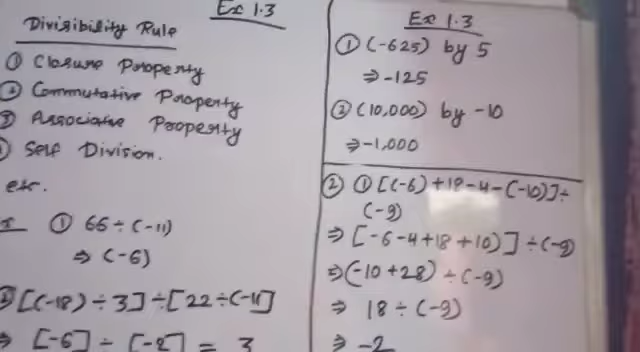 Ex 1.3
Divisibility Rule
① Closure Property
② Commutative Property
③ Associative Property
Self Division.
etc.
① 66 ÷ (-11)
⇒ (-6)
[(-18) ÷ 3] ÷ [22 ÷ (-11]
⇒ [-6] ÷ [-2] = 3
Ex 1.3
① (-625) by 5
⇒ -125
② (10,000) by -10
⇒ -1,000
② ① [(-6) + 18 - 4 - (-10)] ÷
(-9)
⇒ [-6-4+18+10)] ÷ (-9)
⇒ (-10+28) ÷ (-9)
⇒ 18 ÷ (-9)
⇒ -2